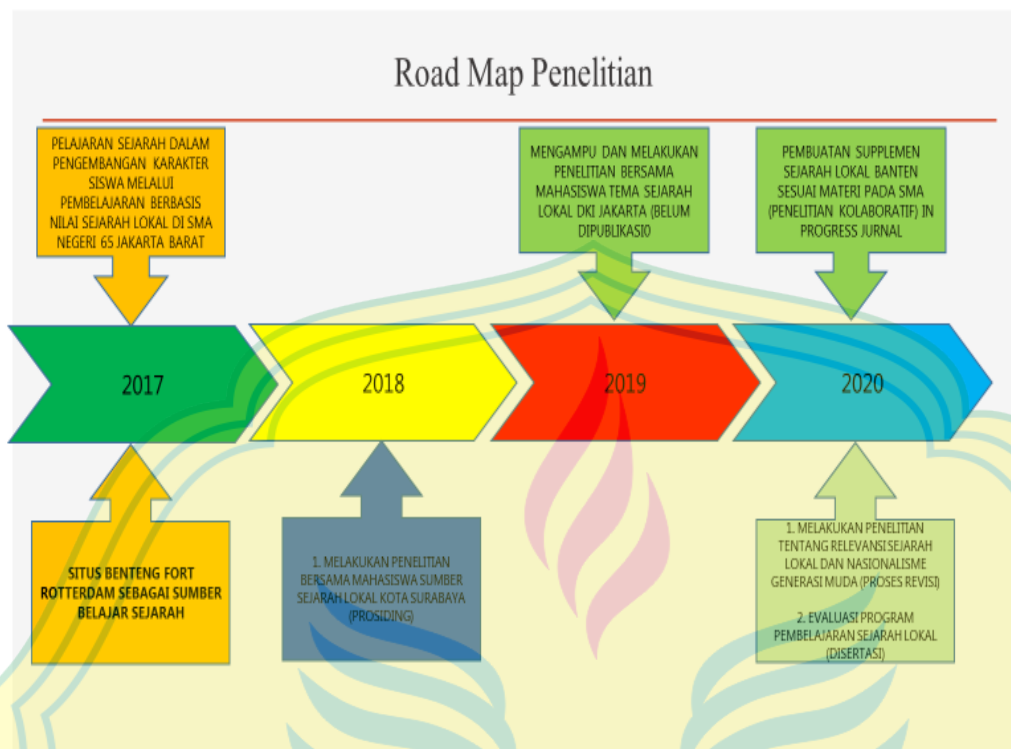 Road Map Penelitian
PELAJARAN SEJARAH DALAM
PENGEMBANGAN KARAKTER
SISWA MELALUI
PEMBELAJARAN BERBASIS
NILAI SEJARAH LOKAL DI SMA
NEGERI 65 JAKARTA BARAT
MENGAMPU DAN MELAKUKAN
PENELITIAN BERSAMA
MAHASISWA TEMA SEJARAH
LOKAL DKI JAKARTA (BELUM
DIPUBLIKASI0
PEMBUATAN SUPPLEMEN
SEJARAH LOKAL BANTEN
SESUAI MATERI PADA SMA
(PENELITIAN KOLABORATIF) IN
PROGRESS JURNAL
2017
2018
2019
2020
SITUS BENTENG FORT
ROTTERDAM SEBAGAI SUMBER
BELAJAR SEJARAH
1. MELAKUKAN PENELITIAN
BERSAMA MAHASISWA SUMBER
SEJARAH LOKAL KOTA SURABAYA
(PROSIDING)
1. MELAKUKAN PENELITIAN
TENTANG RELEVANSI SEJARAH
LOKAL DAN NASIONALISME
GENERASI MUDA (PROSES REVISI)
2. EVALUASI PROGRAM
PEMBELAJARAN SEJARAH LOKAL
(DISERTASI)